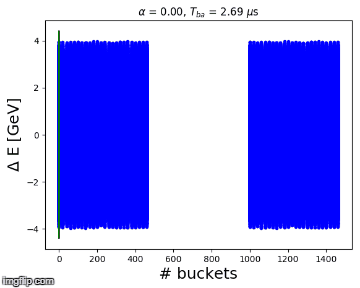 α = 0.00, T_ba = 2.69 μs
Δ E [GeV]
4
2
0
−2
−4
0 200 400 600 800 1000 1200 1400
# buckets
imgflip.com